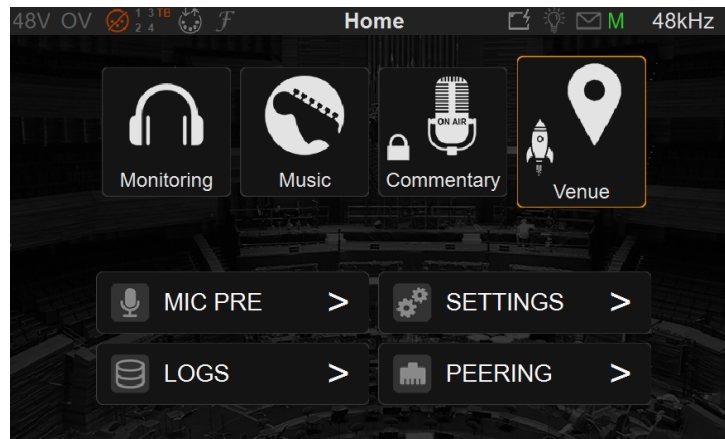 48V OV 1 3 TB ℱ Home M 48kHz
2 4
ON AIR
Monitoring Music Commentary Venue
MIC PRE > SETTINGS >
LOGS > PEERING >